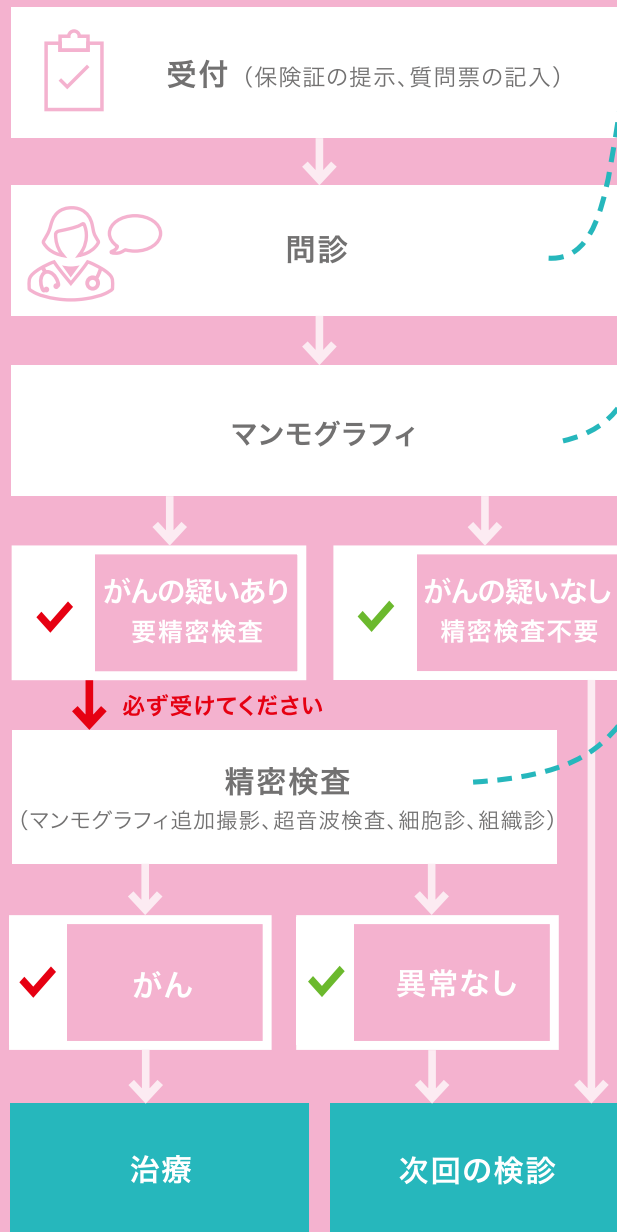 受付（保険証の提示、質問票の記入）
問診
マンモグラフィ
がんの疑いあり
要精密検査
がんの疑いなし
精密検査不要
必ず受けてください
精密検査
（マンモグラフィ追加撮影、超音波検査、細胞診、組織診）
がん
異常なし
治療
次回の検診